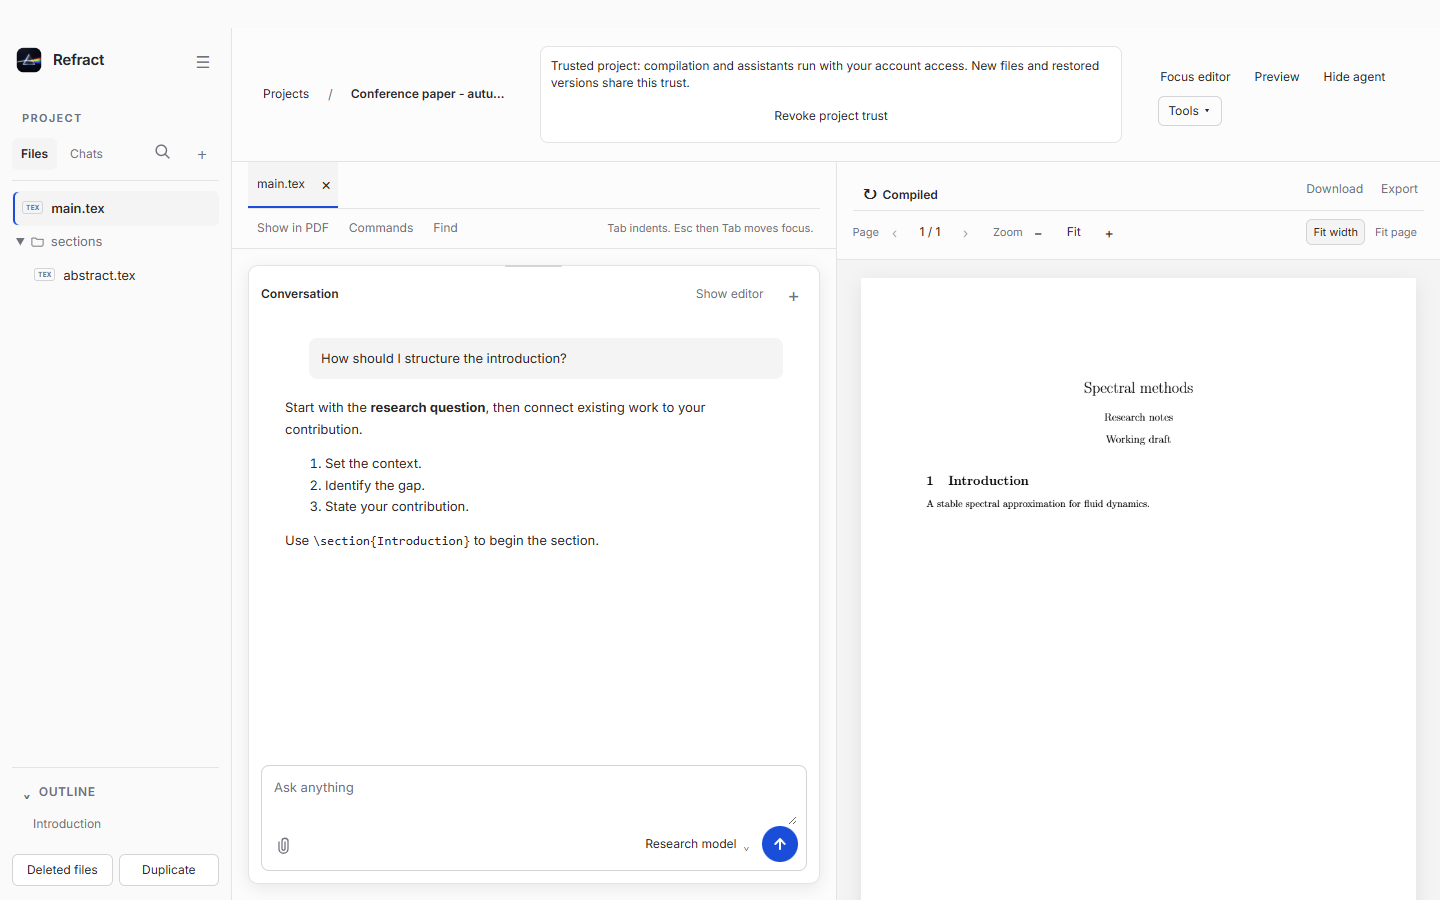 Refract
PROJECT
Files
Chats
+
TEX main.tex
sections
TEX abstract.tex
OUTLINE
Introduction
Deleted files
Duplicate
Projects / Conference paper - autu...
Trusted project: compilation and assistants run with your account access. New files and restored
versions share this trust.
Revoke project trust
Focus editor
Preview
Hide agent
Tools
main.tex ×
Show in PDF
Commands
Find
Tab indents. Esc then Tab moves focus.
Conversation
Show editor
+
How should I structure the introduction?
Start with the research question, then connect existing work to your
contribution.
1. Set the context.
2. Identify the gap.
3. State your contribution.
Use \section{Introduction} to begin the section.
Ask anything
Research model
Compiled
Download
Export
Page ‹ 1 / 1 ›
Zoom − Fit +
Fit width
Fit page
Spectral methods
Research notes
Working draft
1 Introduction
A stable spectral approximation for fluid dynamics.